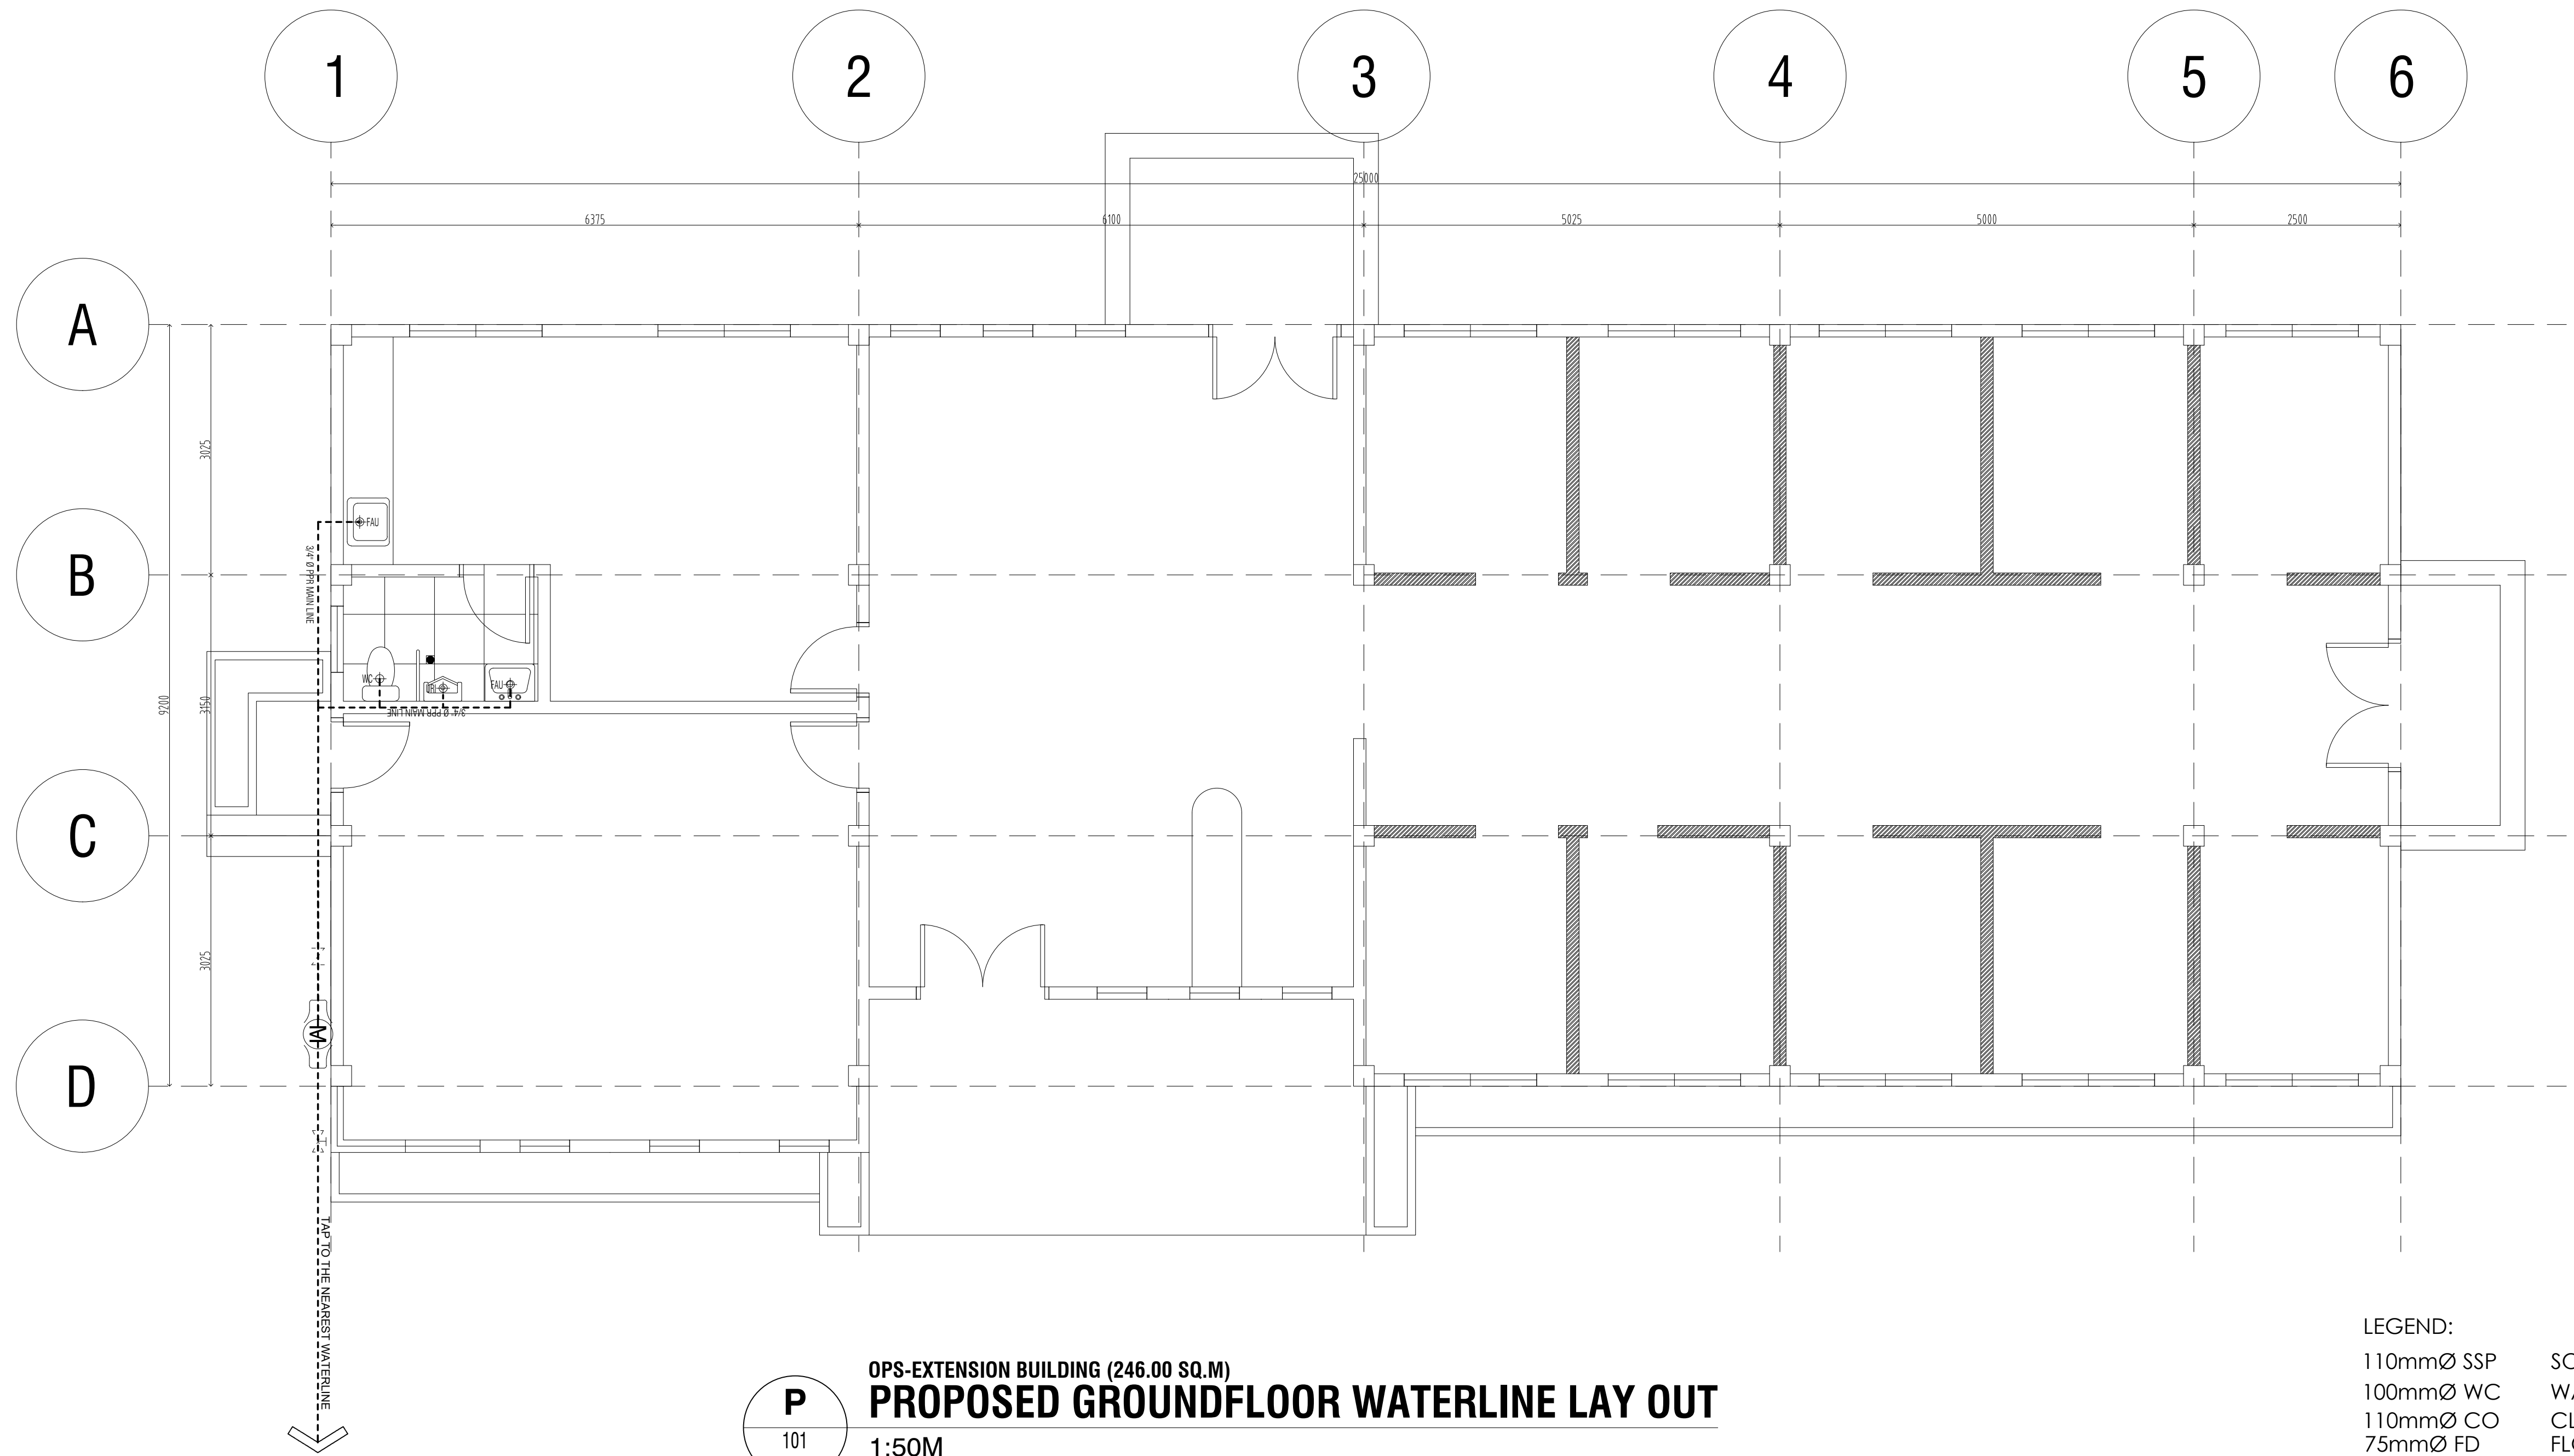 1 2 3 4 5 6
25000
6375 6100 5025 5000 2500
A
3025
FAU
B
3/4" Ø PPR MAIN LINE
WC
URI
FAU
3/4" Ø PPR MAIN LINE
9200
3150
C
3025
M
D
TAP TO THE NEAREST WATERLINE
LEGEND:
110mmØ SSP
100mmØ WC
110mmØ CO
75mmØ FD
OPS-EXTENSION BUILDING (246.00 SQ.M)
P
PROPOSED GROUNDFLOOR WATERLINE LAY OUT
101
1:50M